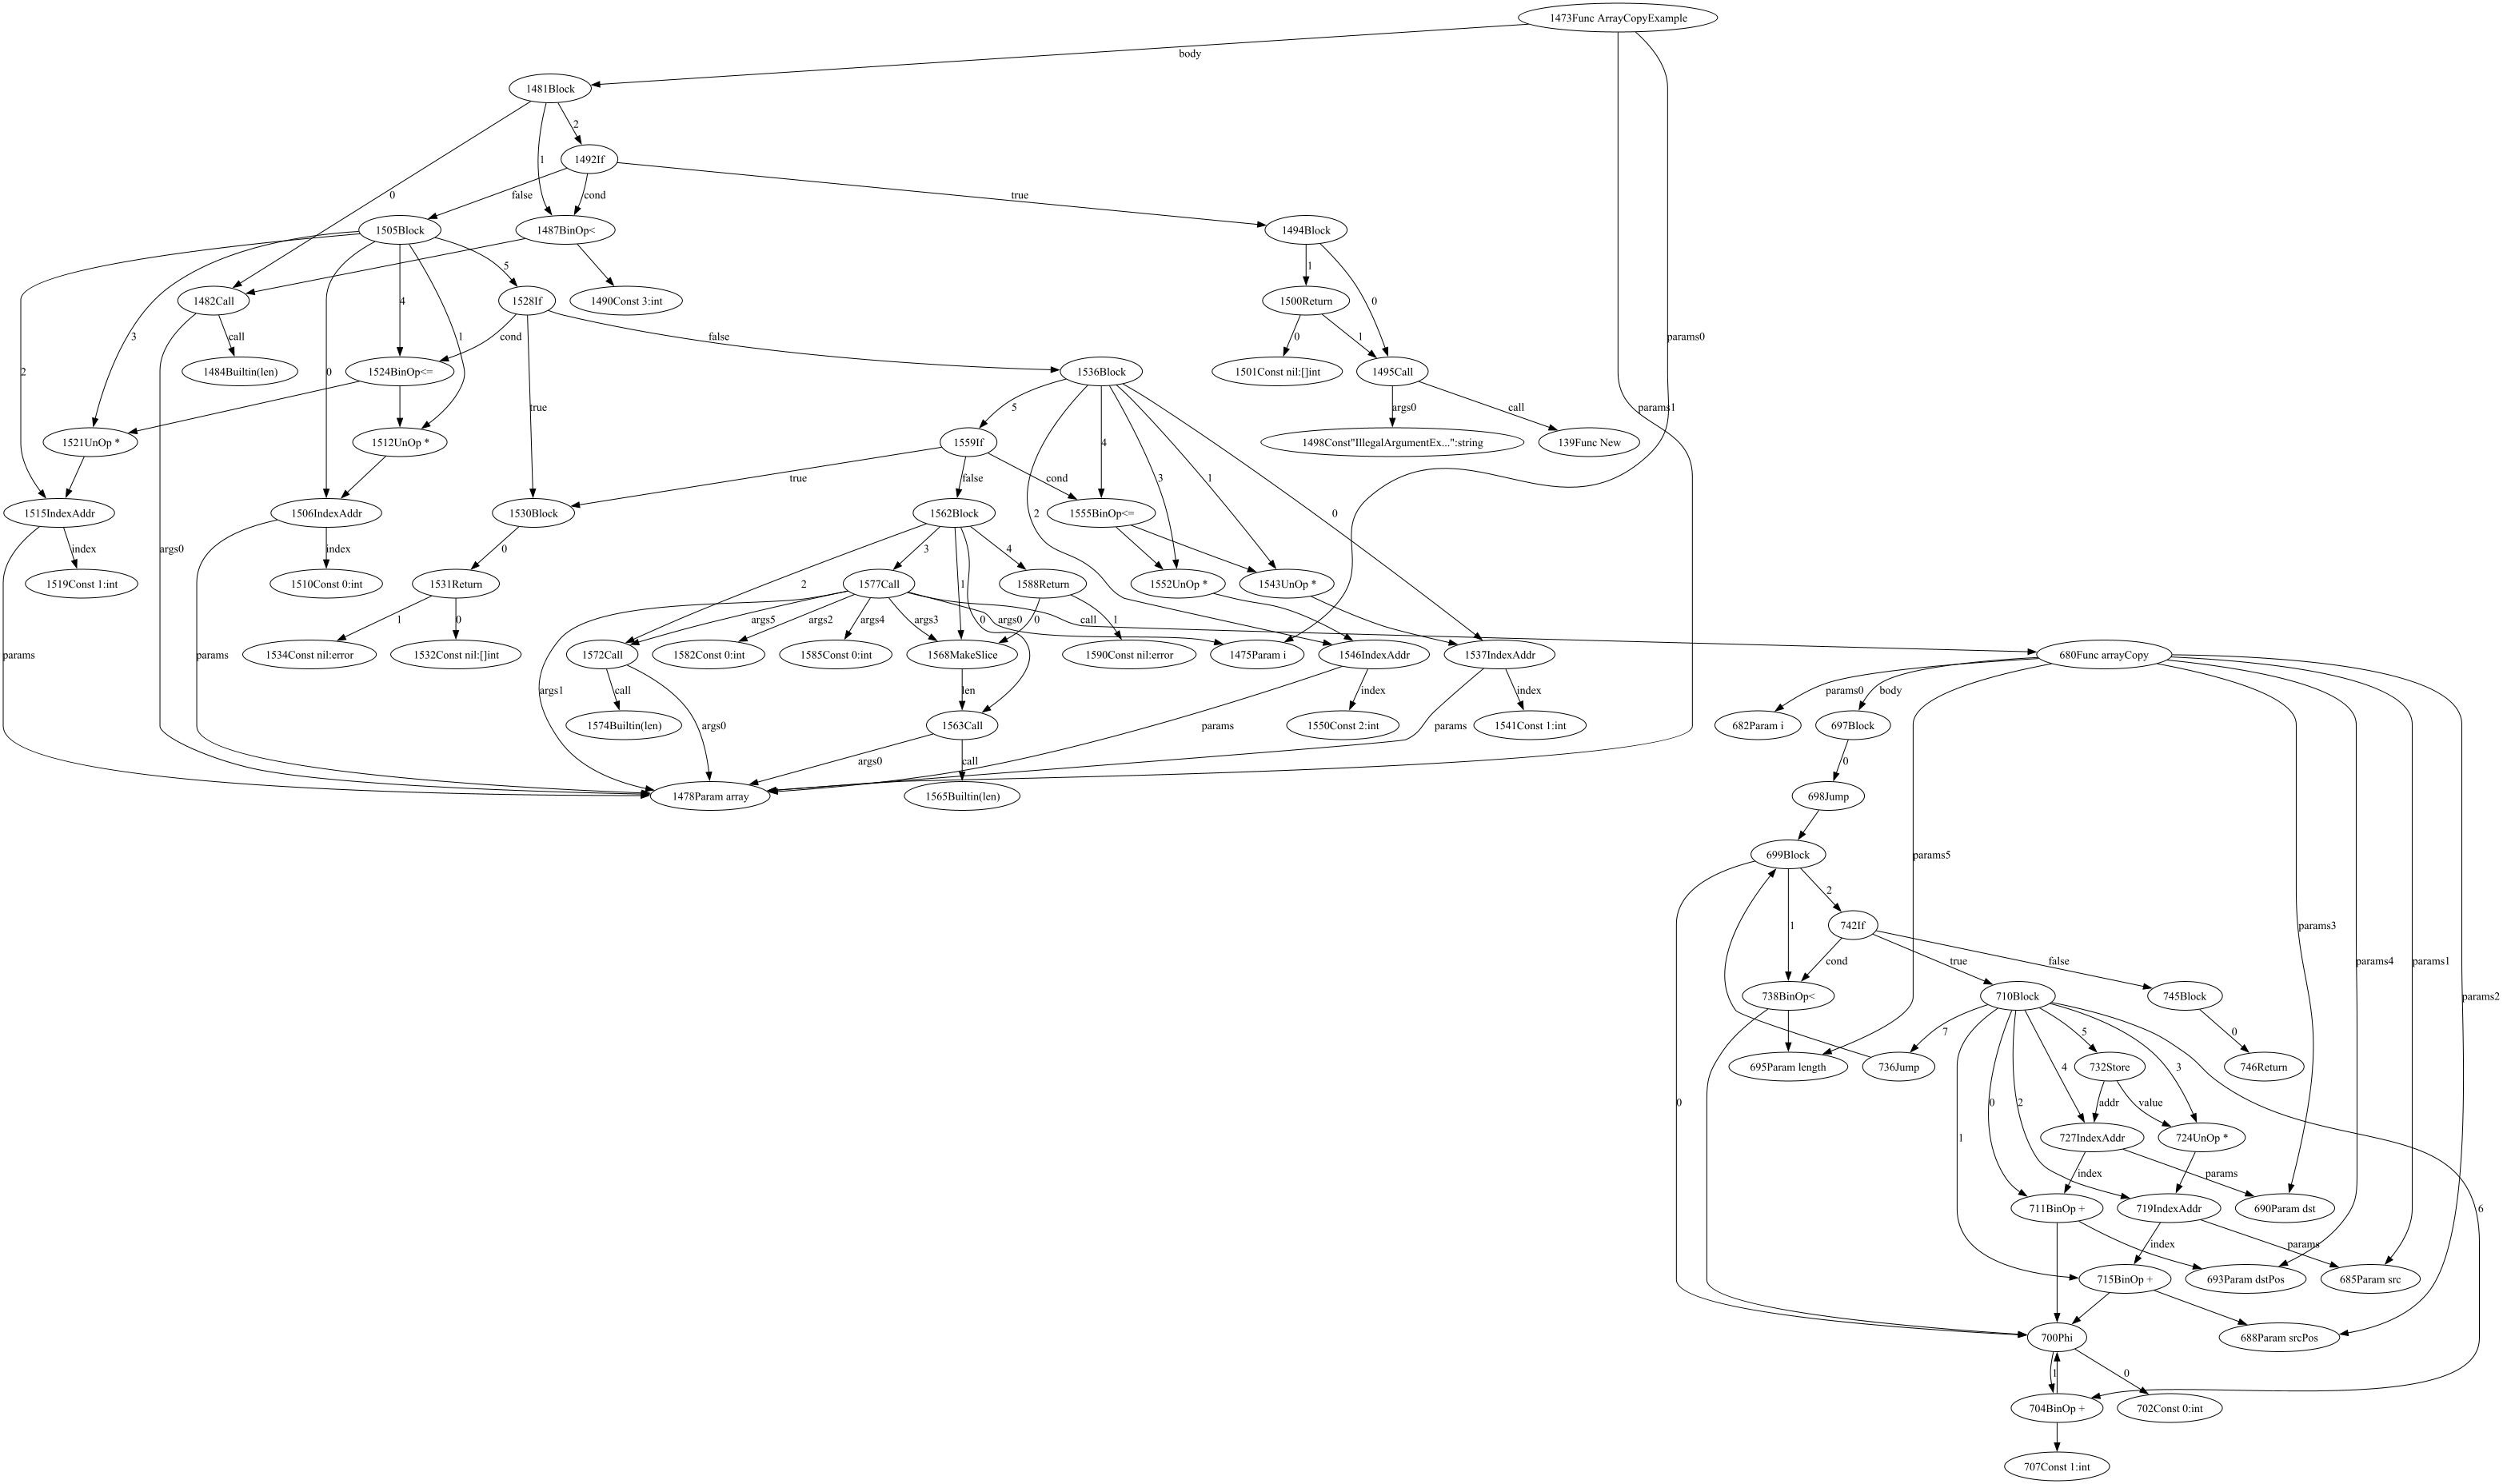 1473Func ArrayCopyExample
body
1481Block
2
1492If
1
0
false
cond
true
params0
params1
1505Block
1487BinOp<
1494Block
5
1
0
1482Call
1528If
1490Const 3:int
1500Return
call
3
4
1
cond
false
0
1
2
0
true
1484Builtin(len)
1524BinOp<=
1536Block
1501Const nil:[]int
1495Call
5
args0
call
1521UnOp *
1512UnOp *
1559If
1498Const"IllegalArgumentEx...":string
139Func New
4
3
1
true
false
cond
2
0
1515IndexAddr
1506IndexAddr
1530Block
1562Block
1555BinOp<=
index
index
0
3
4
args0
1519Const 1:int
1510Const 0:int
1531Return
2
1577Call
1
1588Return
1552UnOp *
1543UnOp *
1
0
args5
args2
args4
args3
0
0
args0
call
1
params
params
1534Const nil:error
1532Const nil:[]int
1572Call
1582Const 0:int
1585Const 0:int
1568MakeSlice
1590Const nil:error
1475Param i
1546IndexAddr
1537IndexAddr
680Func arrayCopy
args1
call
len
index
index
params0
body
args0
params
params
1574Builtin(len)
1563Call
1550Const 2:int
1541Const 1:int
682Param i
697Block
params3
args0
call
0
1478Param array
1565Builtin(len)
698Jump
699Block
params5
2
1
742If
cond
true
false
params4
params1
params2
738BinOp<
710Block
745Block
7
5
0
695Param length
736Jump
4
732Store
3
746Return
0
0
2
addr
value
1
727IndexAddr
724UnOp *
index
params
711BinOp +
719IndexAddr
690Param dst
6
index
params
715BinOp +
693Param dstPos
685Param src
700Phi
688Param srcPos
1
0
704BinOp +
702Const 0:int
707Const 1:int